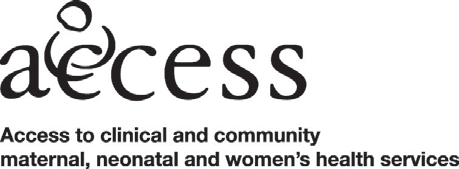 access
Access to clinical and community
maternal, neonatal and women's health services